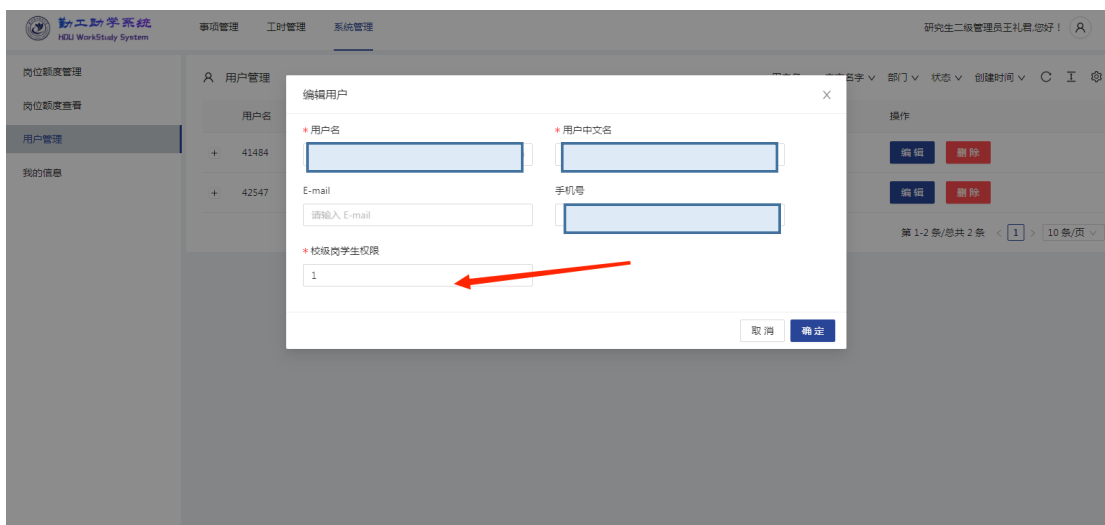 勤工助学系统
HDU WorkStudy System
事项管理 工时管理 系统管理
研究生二级管理员王礼君,您好！
岗位额度管理
岗位额度查看
用户管理
我的信息
用户管理
名字 部门 状态 创建时间
用户名 操作
+ 41484 编 辑 删 除
+ 42547 编 辑 删 除
第 1-2 条/总共 2 条 < 1 > 10 条/页
编辑用户
* 用户名 * 用户中文名
E-mail 手机号
请输入 E-mail
* 校级岗学生权限
1
取 消 确 定